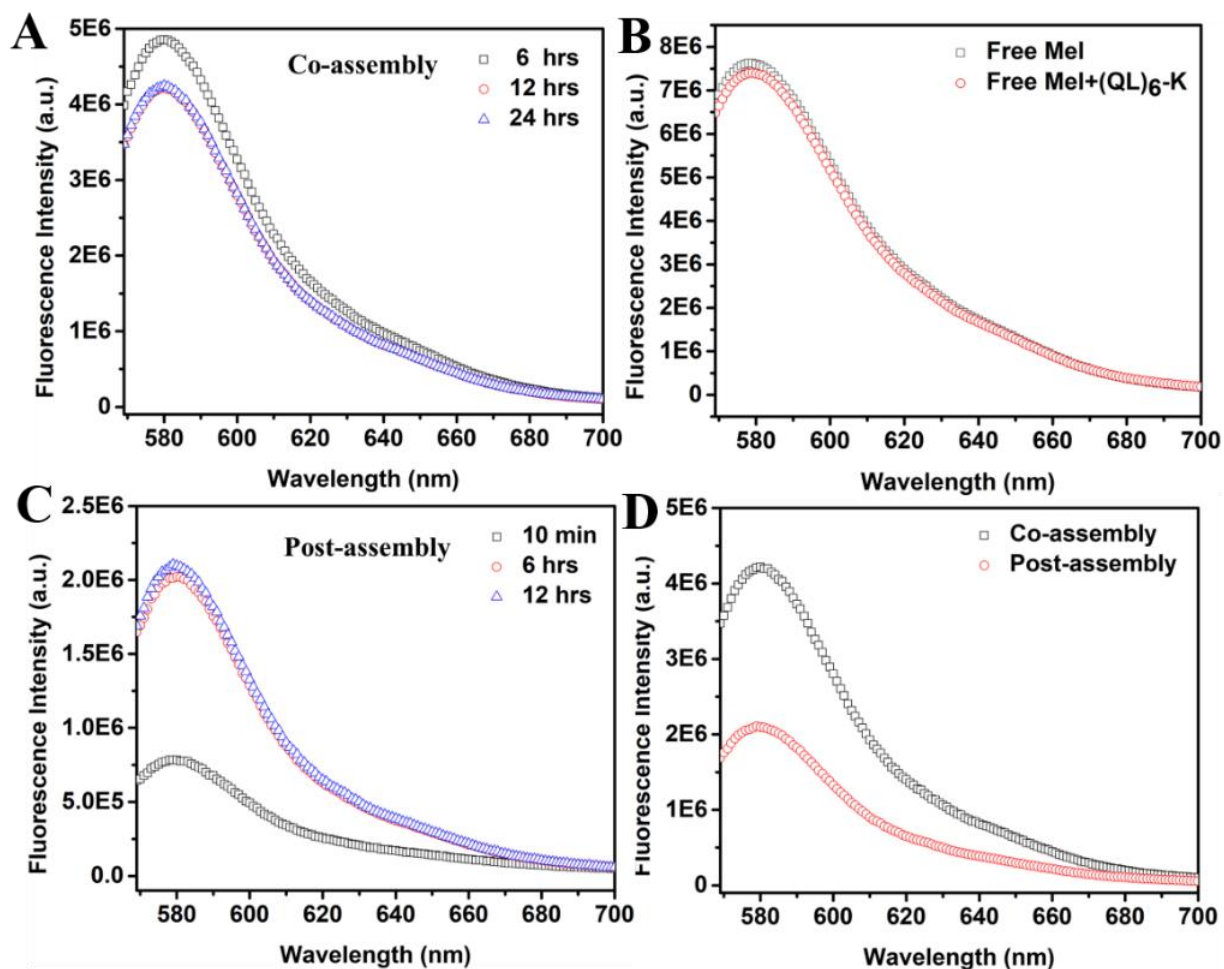 A
Co-assembly
6 hrs
12 hrs
24 hrs
5E6
4E6
3E6
2E6
1E6
0
Fluorescence Intensity (a.u.)
580 600 620 640 660 680 700
Wavelength (nm)
B
Free Mel
Free Mel+(QL)6-K
8E6
7E6
6E6
5E6
4E6
3E6
2E6
1E6
0
Fluorescence Intensity (a.u.)
580 600 620 640 660 680 700
Wavelength (nm)
C
Post-assembly
10 min
6 hrs
12 hrs
2.5E6
2.0E6
1.5E6
1.0E6
5.0E5
0.0
Fluorescence Intensity (a.u.)
580 600 620 640 660 680 700
Wavelength (nm)
D
Co-assembly
Post-assembly
5E6
4E6
3E6
2E6
1E6
0
Fluorescence Intensity (a.u.)
580 600 620 640 660 680 700
Wavelength (nm)